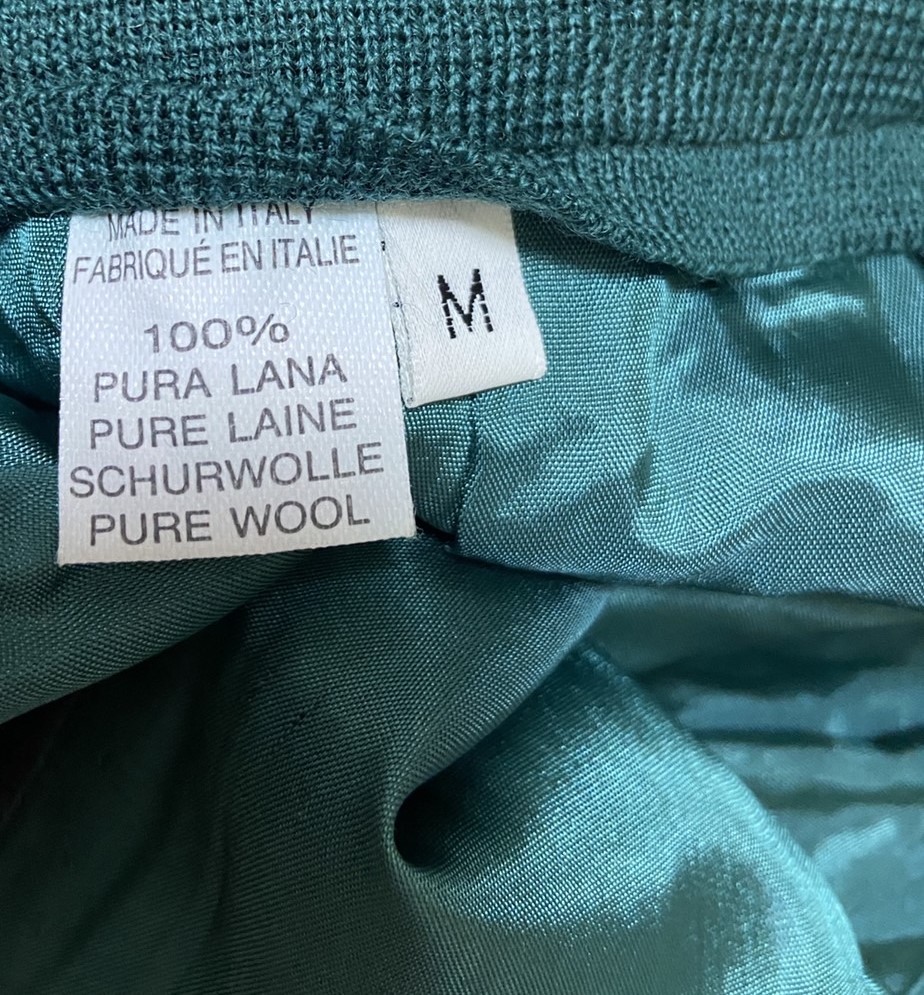 MADE IN ITALY
FABRIQUÉ EN ITALIE
100%
PURA LANA
PURE LAINE
SCHURWOLLE
PURE WOOL
M